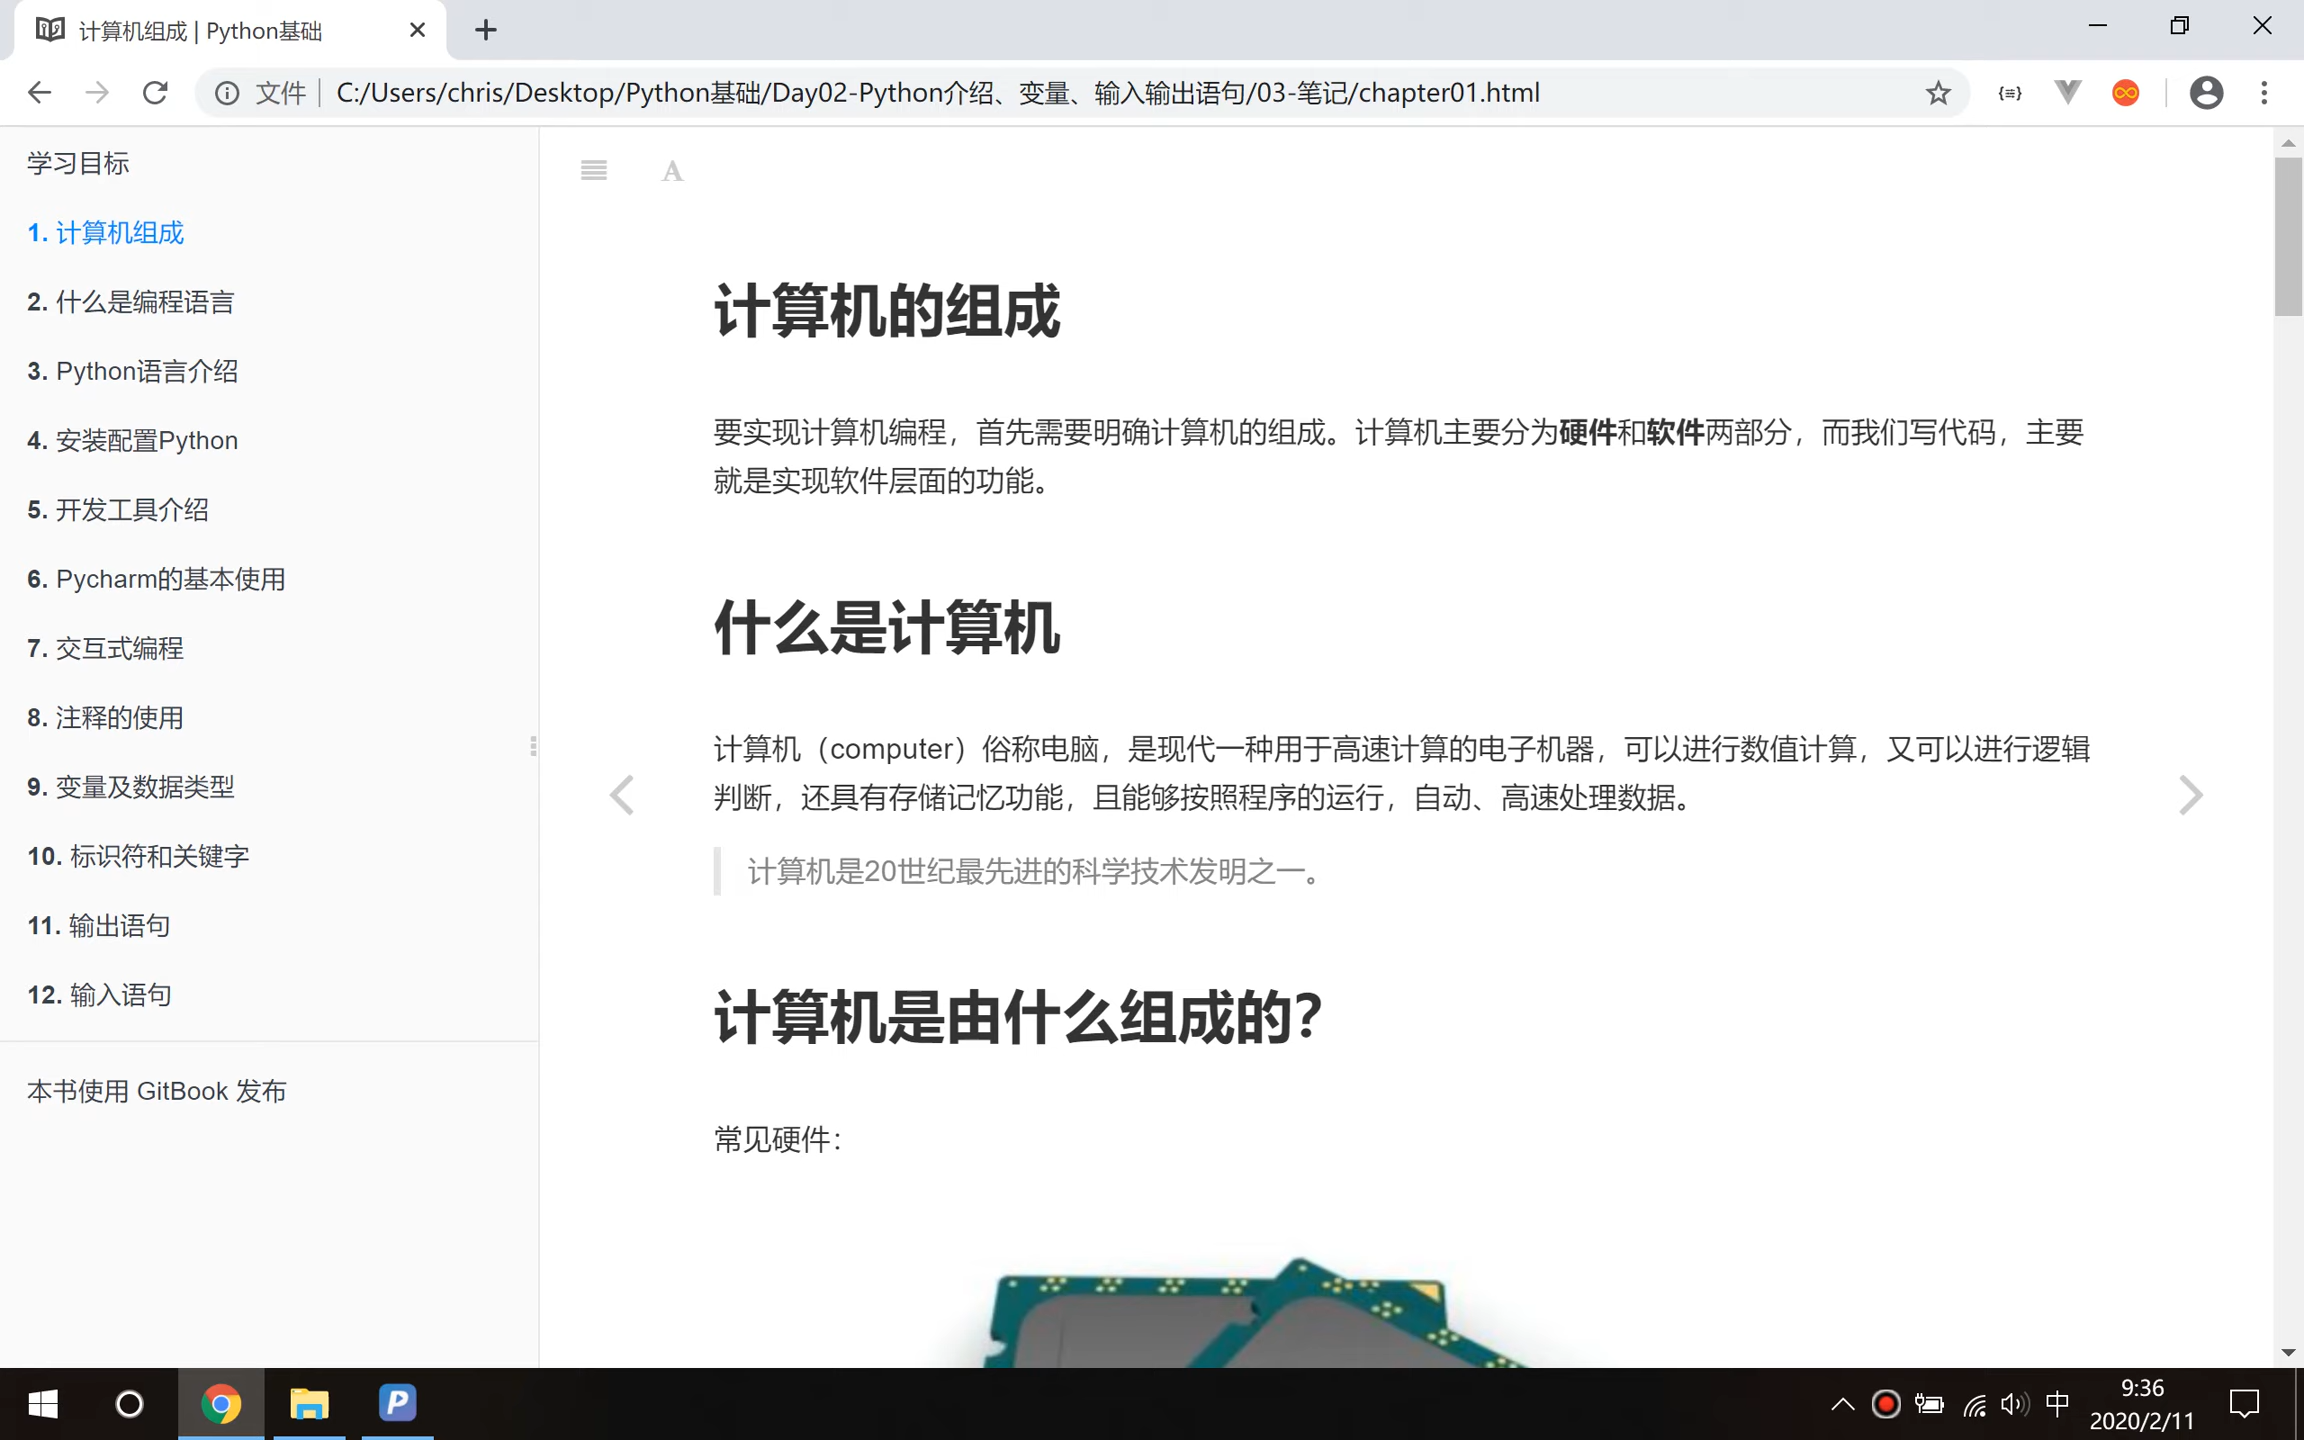 计算机组成 | Python基础
文件 | C:/Users/chris/Desktop/Python基础/Day02-Python介绍、变量、输入输出语句/03-笔记/chapter01.html
学习目标
1. 计算机组成
2. 什么是编程语言
3. Python语言介绍
4. 安装配置Python
5. 开发工具介绍
6. Pycharm的基本使用
7. 交互式编程
8. 注释的使用
9. 变量及数据类型
10. 标识符和关键字
11. 输出语句
12. 输入语句
本书使用 GitBook 发布
A
计算机的组成
要实现计算机编程，首先需要明确计算机的组成。计算机主要分为硬件和软件两部分，而我们写代码，主要
就是实现软件层面的功能。
什么是计算机
计算机（computer）俗称电脑，是现代一种用于高速计算的电子机器，可以进行数值计算，又可以进行逻辑
判断，还具有存储记忆功能，且能够按照程序的运行，自动、高速处理数据。
计算机是20世纪最先进的科学技术发明之一。
计算机是由什么组成的？
常见硬件：
P
中
9:36
2020/2/11